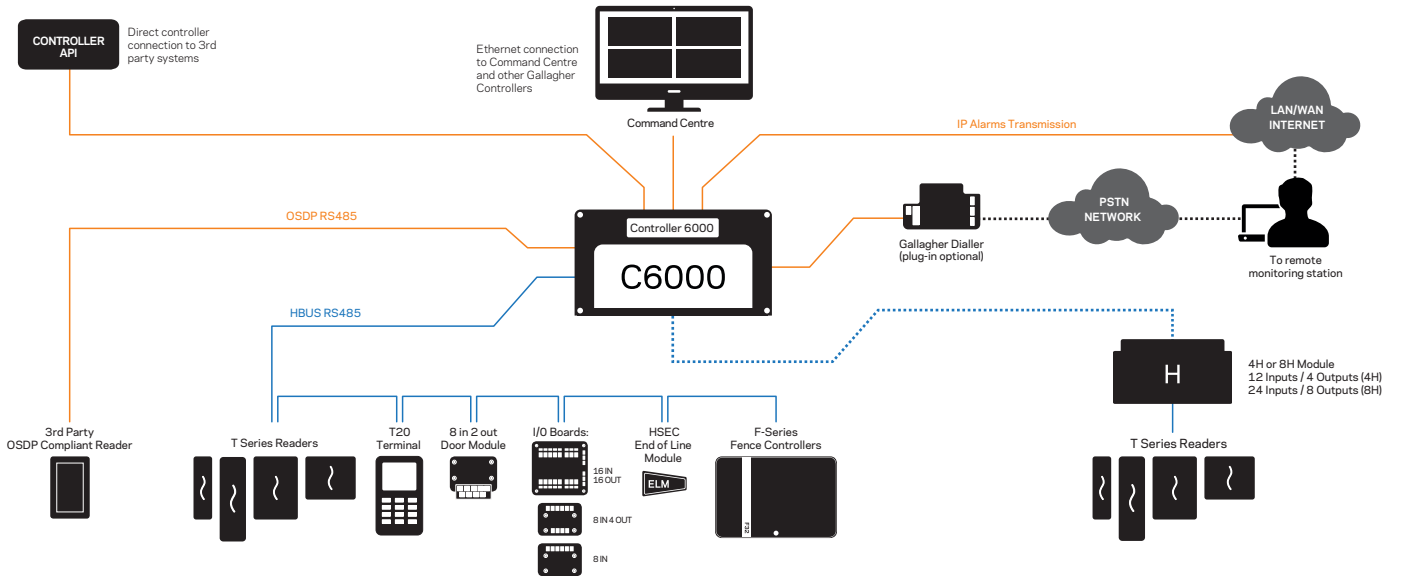 CONTROLLER
API
Direct controller
connection to 3rd
party systems
Ethernet connection
to Command Centre
and other Gallagher
Controllers
Command Centre
IP Alarms Transmission
LAN/WAN
INTERNET
OSDP RS485
Controller 6000
C6000
Gallagher Dialler
(plug-in optional)
PSTN
NETWORK
To remote
monitoring station
HBUS RS485
H
4H or 8H Module
12 Inputs / 4 Outputs (4H)
24 Inputs / 8 Outputs (8H)
3rd Party
OSDP Compliant Reader
T Series Readers
T20
Terminal
8 in 2 out
Door Module
I/0 Boards:
16 IN
16 OUT
8 IN 4 OUT
8 IN
HSEC
End of Line
Module
ELM
F-Series
Fence Controllers
F32
T Series Readers